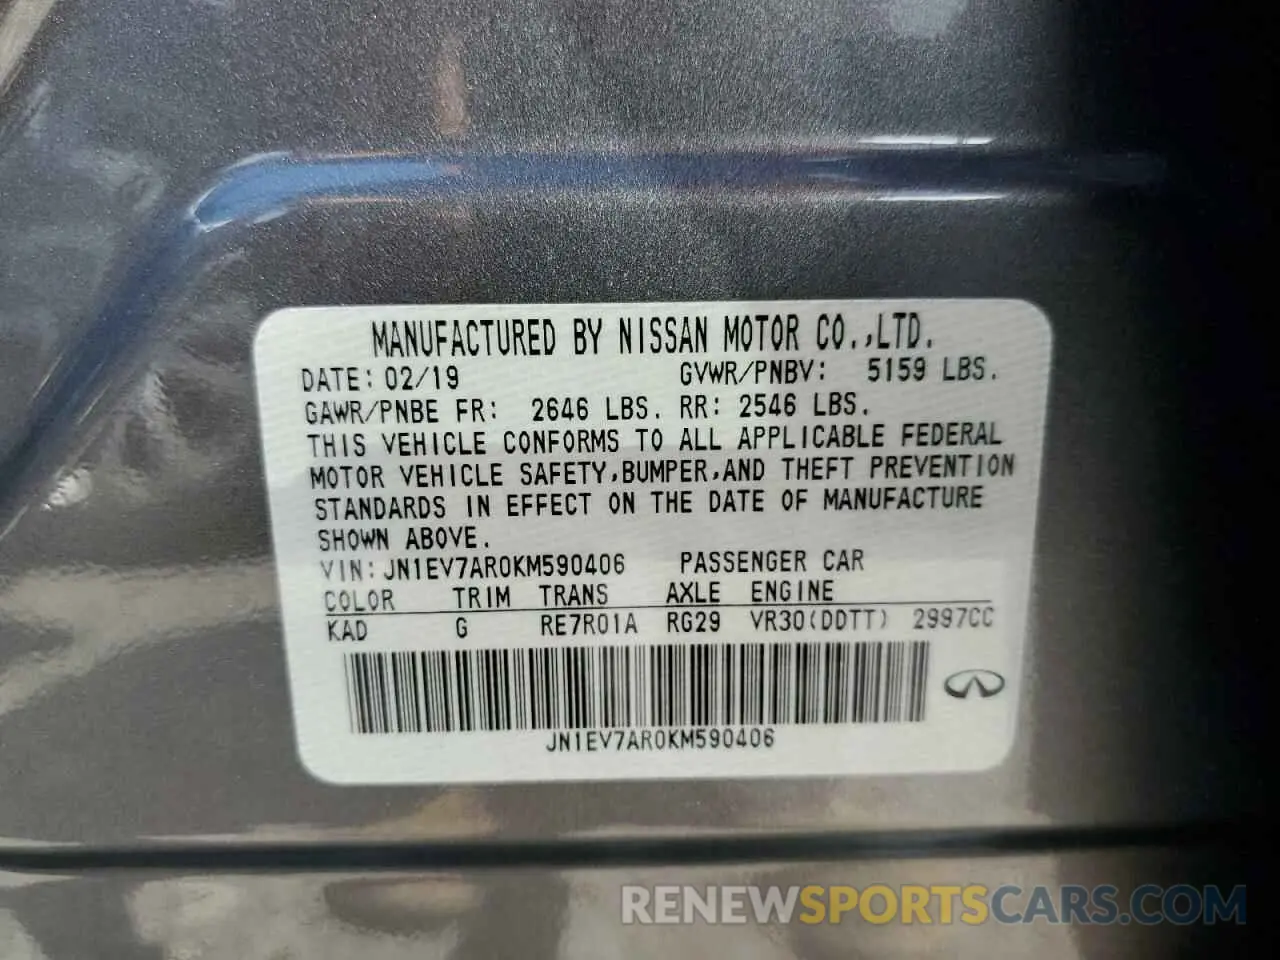 MANUFACTURED BY NISSAN MOTOR CO.,LTD.
DATE: 02/19 GVWR/PNBV: 5159 LBS.
GAWR/PNBE FR: 2646 LBS. RR: 2546 LBS.
THIS VEHICLE CONFORMS TO ALL APPLICABLE FEDERAL
MOTOR VEHICLE SAFETY,BUMPER,AND THEFT PREVENTION
STANDARDS IN EFFECT ON THE DATE OF MANUFACTURE
SHOWN ABOVE.
VIN: JN1EV7AR0KM590406 PASSENGER CAR
COLOR TRIM TRANS AXLE ENGINE
KAD G RE7R01A RG29 VR30(DDTT) 2997CC
JN1EV7AR0KM590406
RENEWSPORTSCARS.COM